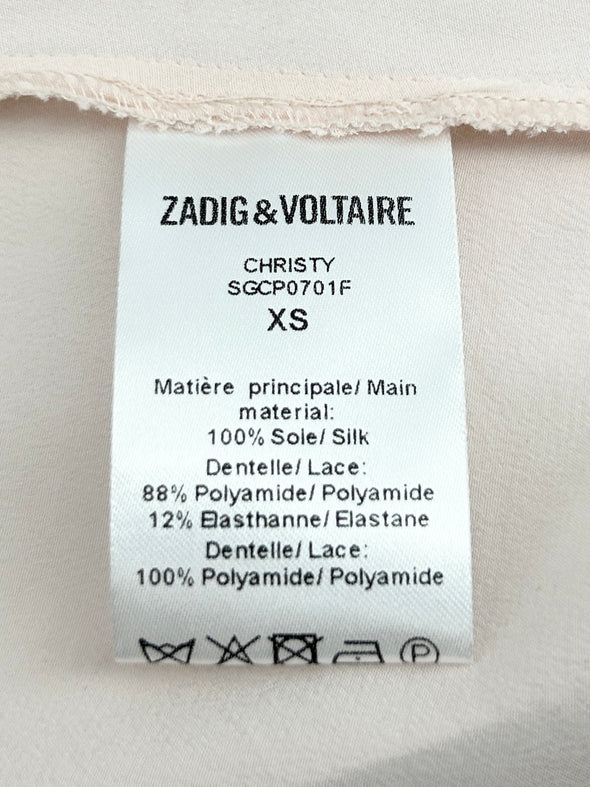 ZADIG&VOLTAIRE
CHRISTY
SGCP0701F
XS
Matière principale/ Main
material:
100% Soie/ Silk
Dentelle/ Lace:
88% Polyamide/ Polyamide
12% Elasthanne/ Elastane
Dentelle/ Lace:
100% Polyamide/ Polyamide
P